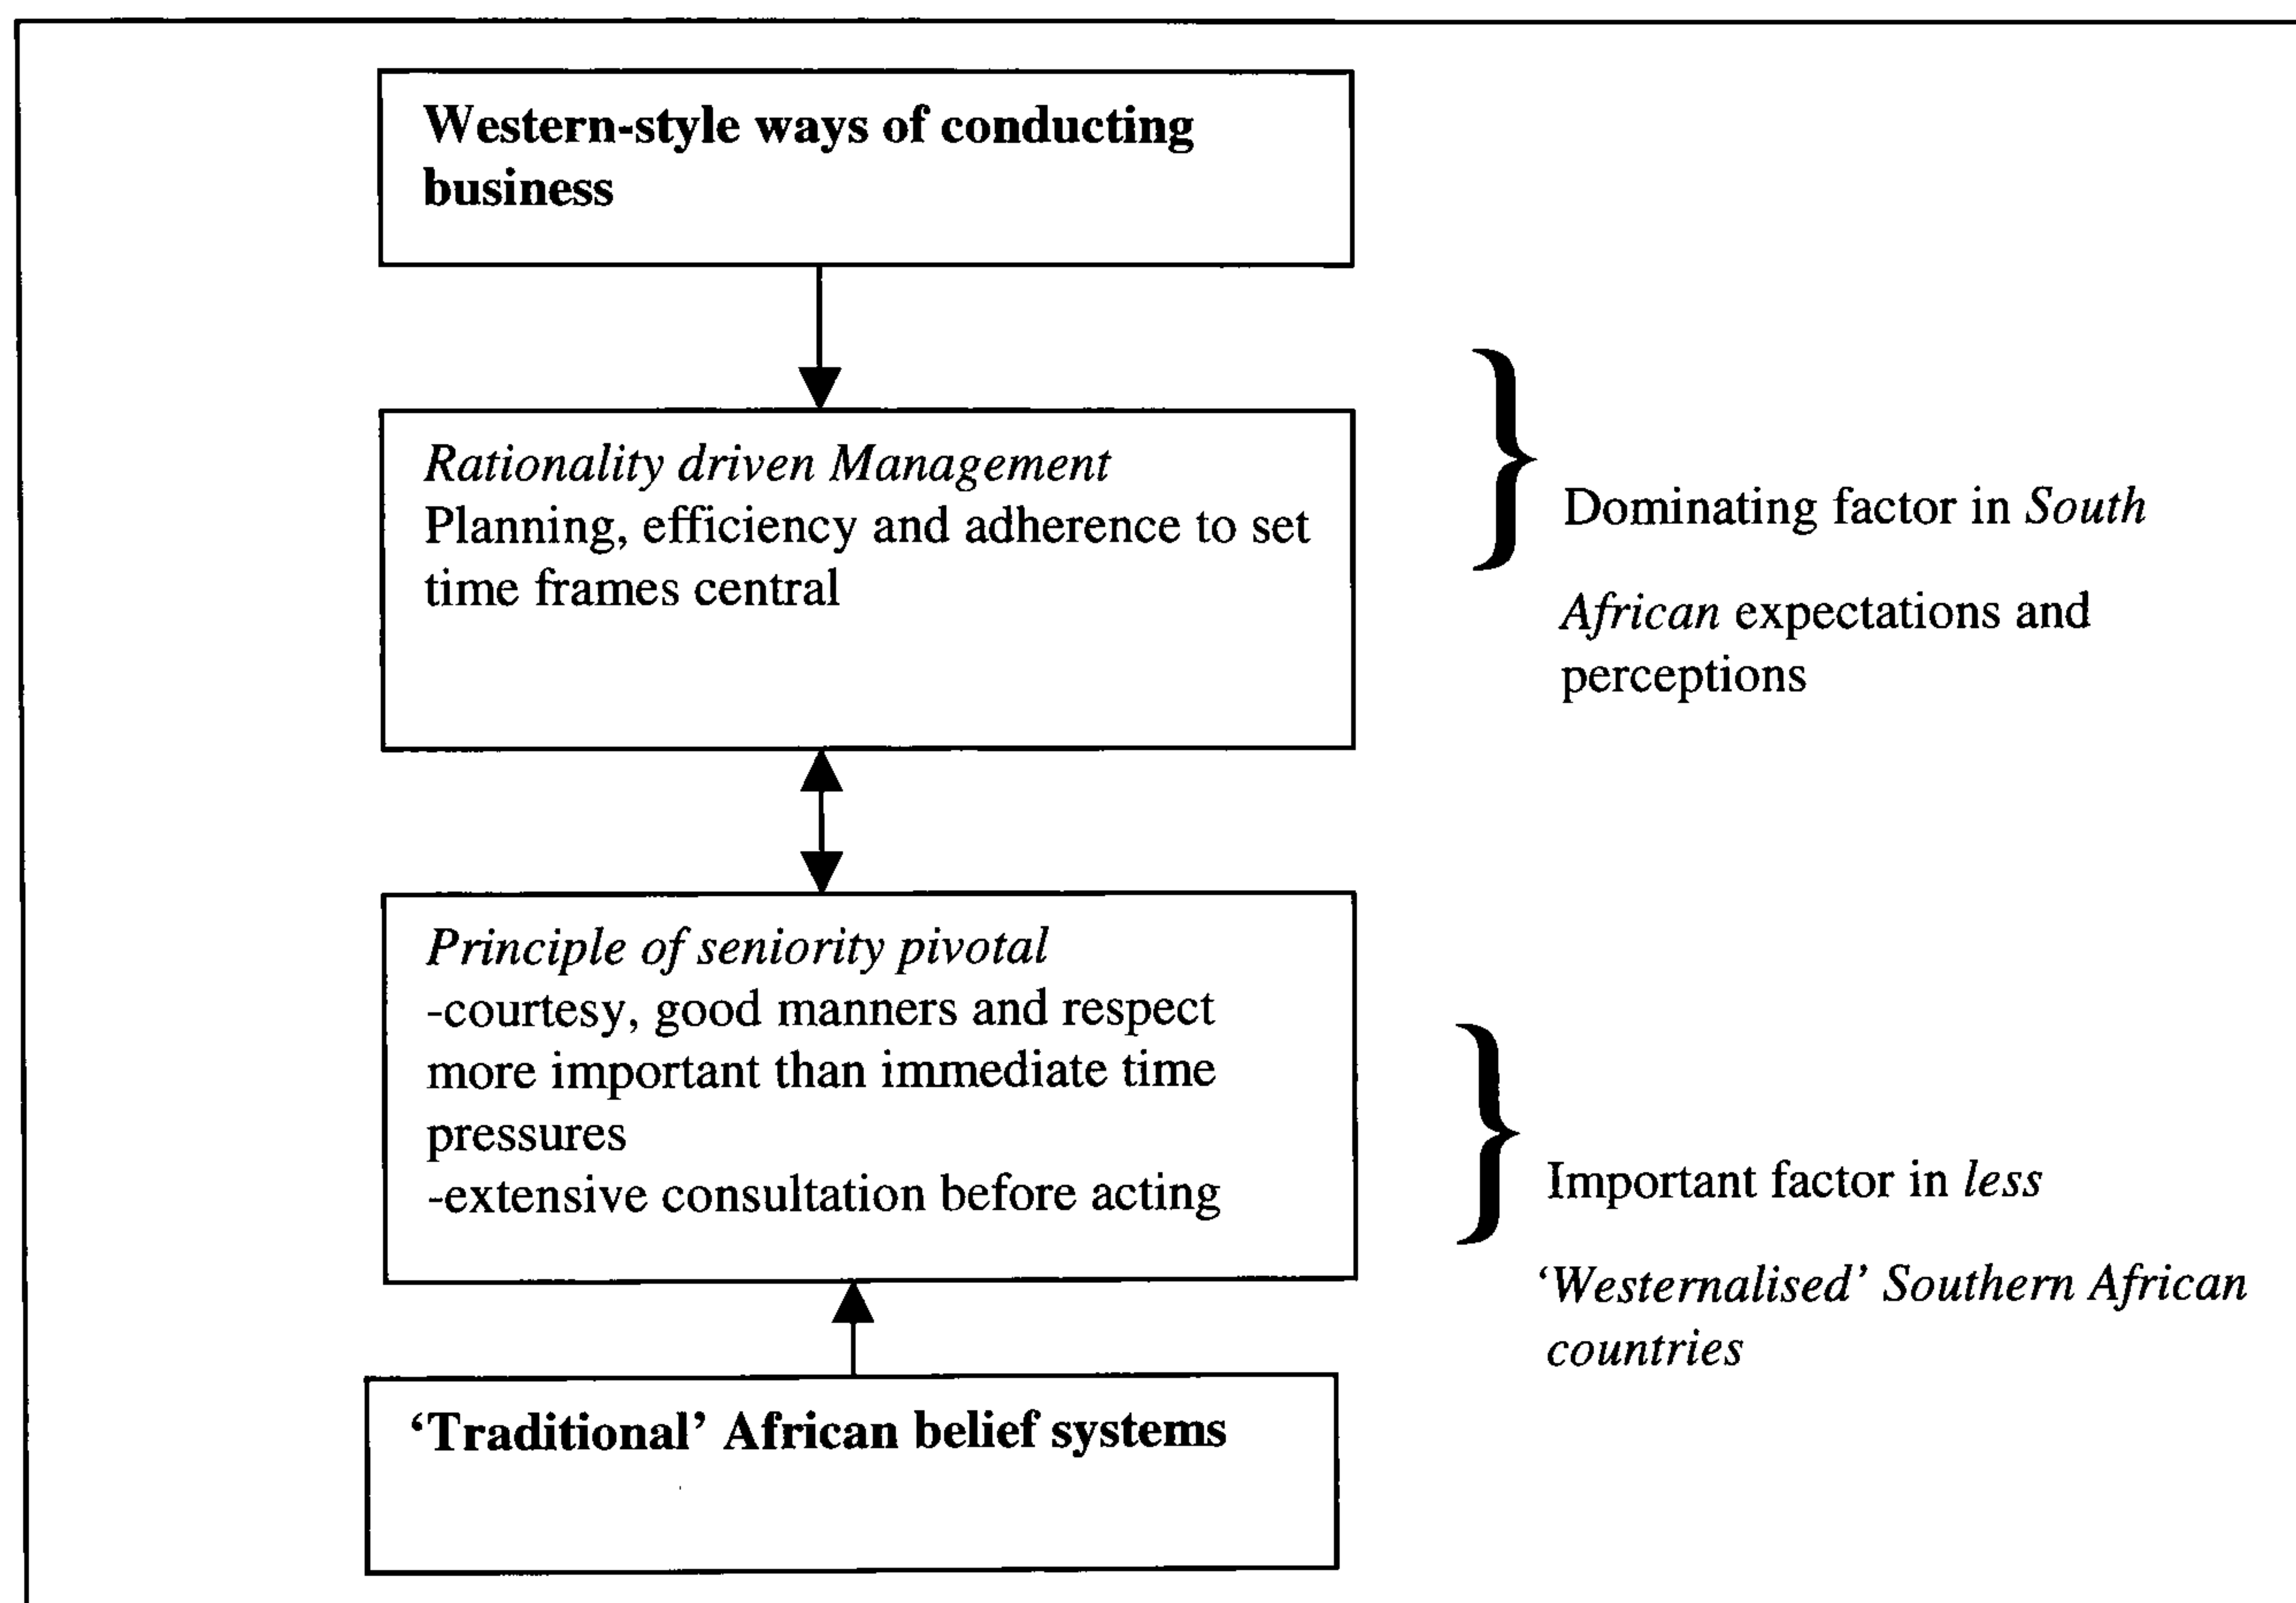 Western-style ways of conducting
business
Rationality driven Management
Planning, efficiency and adherence to set
time frames central
Dominating factor in South
African expectations and
perceptions
Principle of seniority pivotal
-courtesy, good manners and respect
more important than immediate time
pressures
-extensive consultation before acting
Important factor in less
‘Westernalised’ Southern African
countries
‘Traditional’ African belief systems